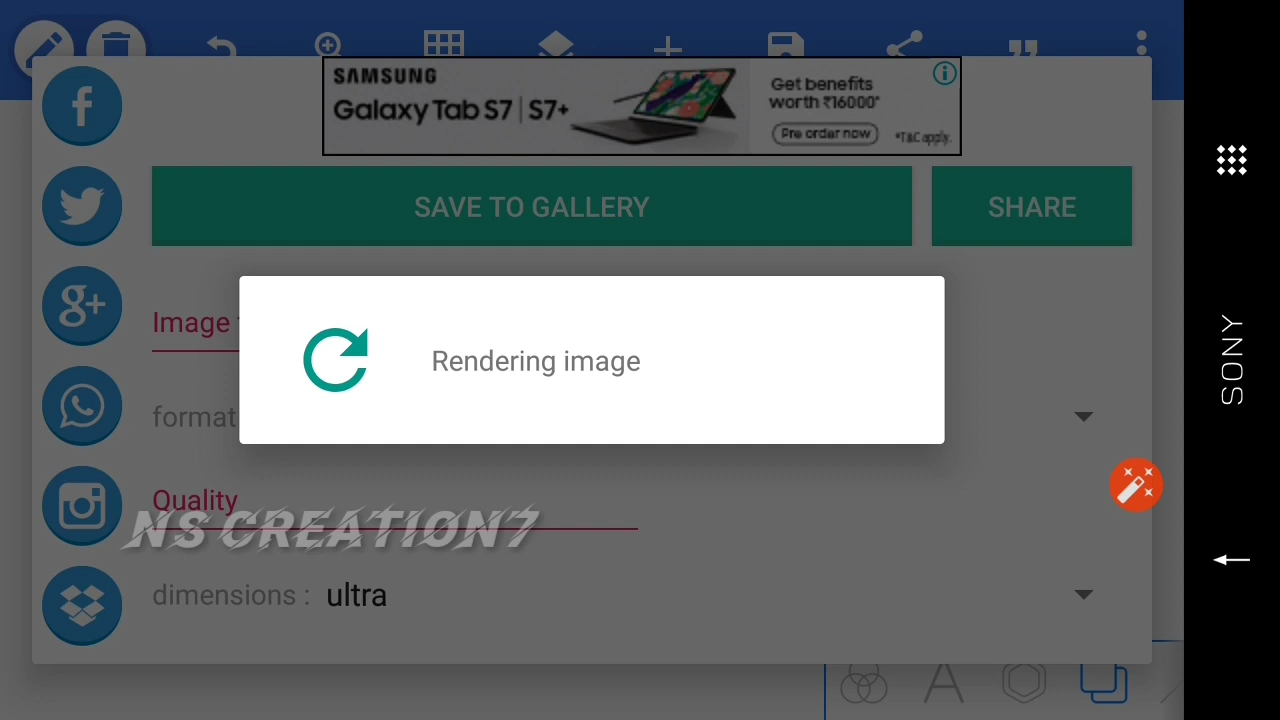 SAMSUNG
Galaxy Tab S7 | S7+
Get benefits
worth ₹16000*
Pre order now
*T&C apply.
SAVE TO GALLERY
SHARE
Image
Rendering image
format
Quality
NS CREATION7
dimensions : ultra
SONY